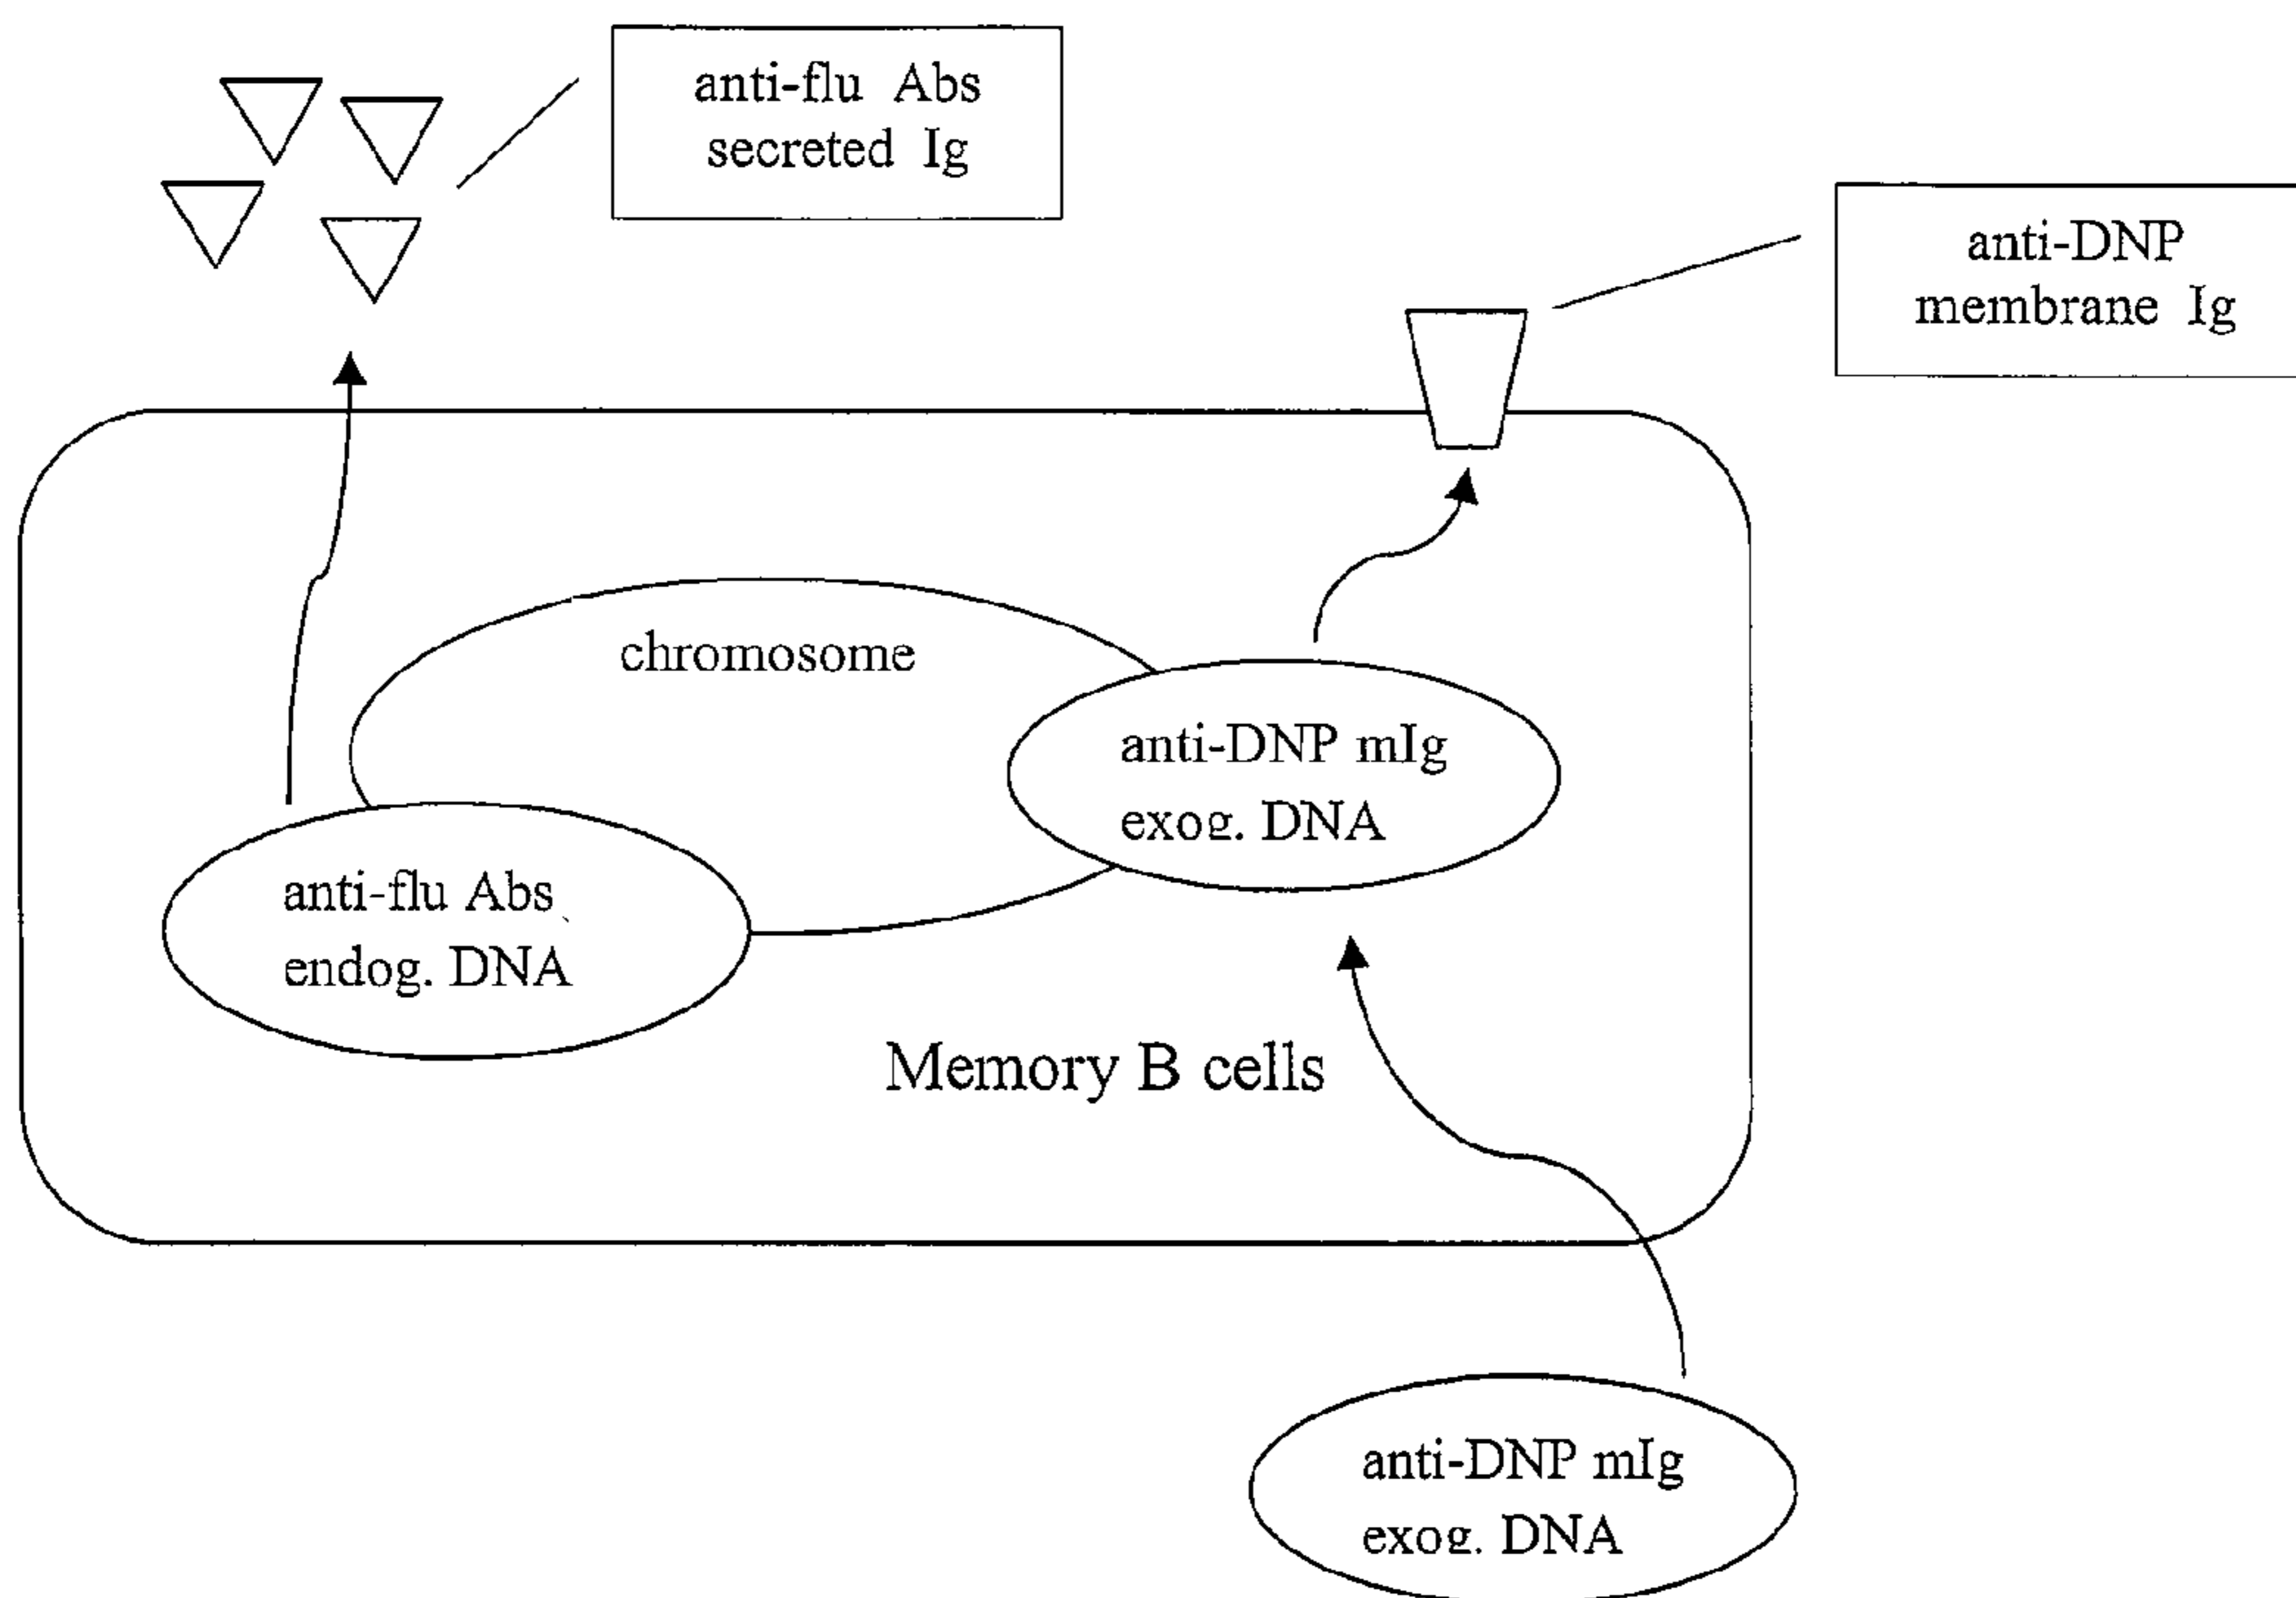 anti-flu Abs
secreted Ig
anti-DNP
membrane Ig
chromosome
anti-DNP mIg
exog. DNA
anti-flu Abs
endog. DNA
Memory B cells
anti-DNP mIg
exog. DNA